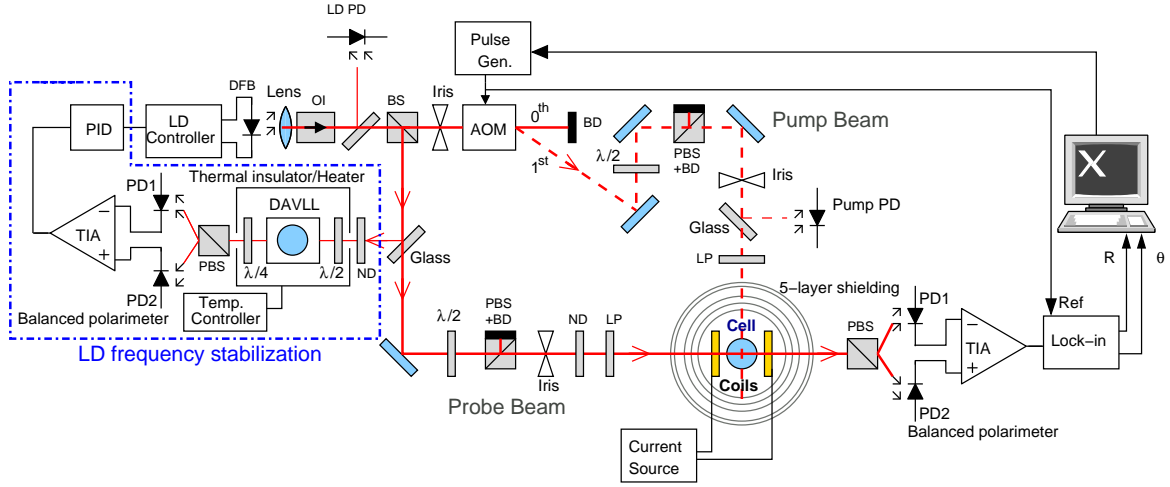 LD PD
Pulse
Gen.
DFB
Lens
OI
BS
Iris
AOM
0th
BD
1st
λ/2
PBS
+BD
Pump Beam
PID
LD
Controller
Iris
Thermal insulator/Heater
PD1
DAVLL
TIA
−
+
PBS
λ/4
λ/2
ND
Glass
Glass
Pump PD
LP
X
R
θ
PD2
Balanced polarimeter
Temp.
Controller
LD frequency stabilization
λ/2
PBS
+BD
Iris
ND
LP
Probe Beam
5−layer shielding
Cell
Coils
PBS
PD1
−
+
TIA
Ref
Lock−in
PD2
Balanced polarimeter
Current
Source